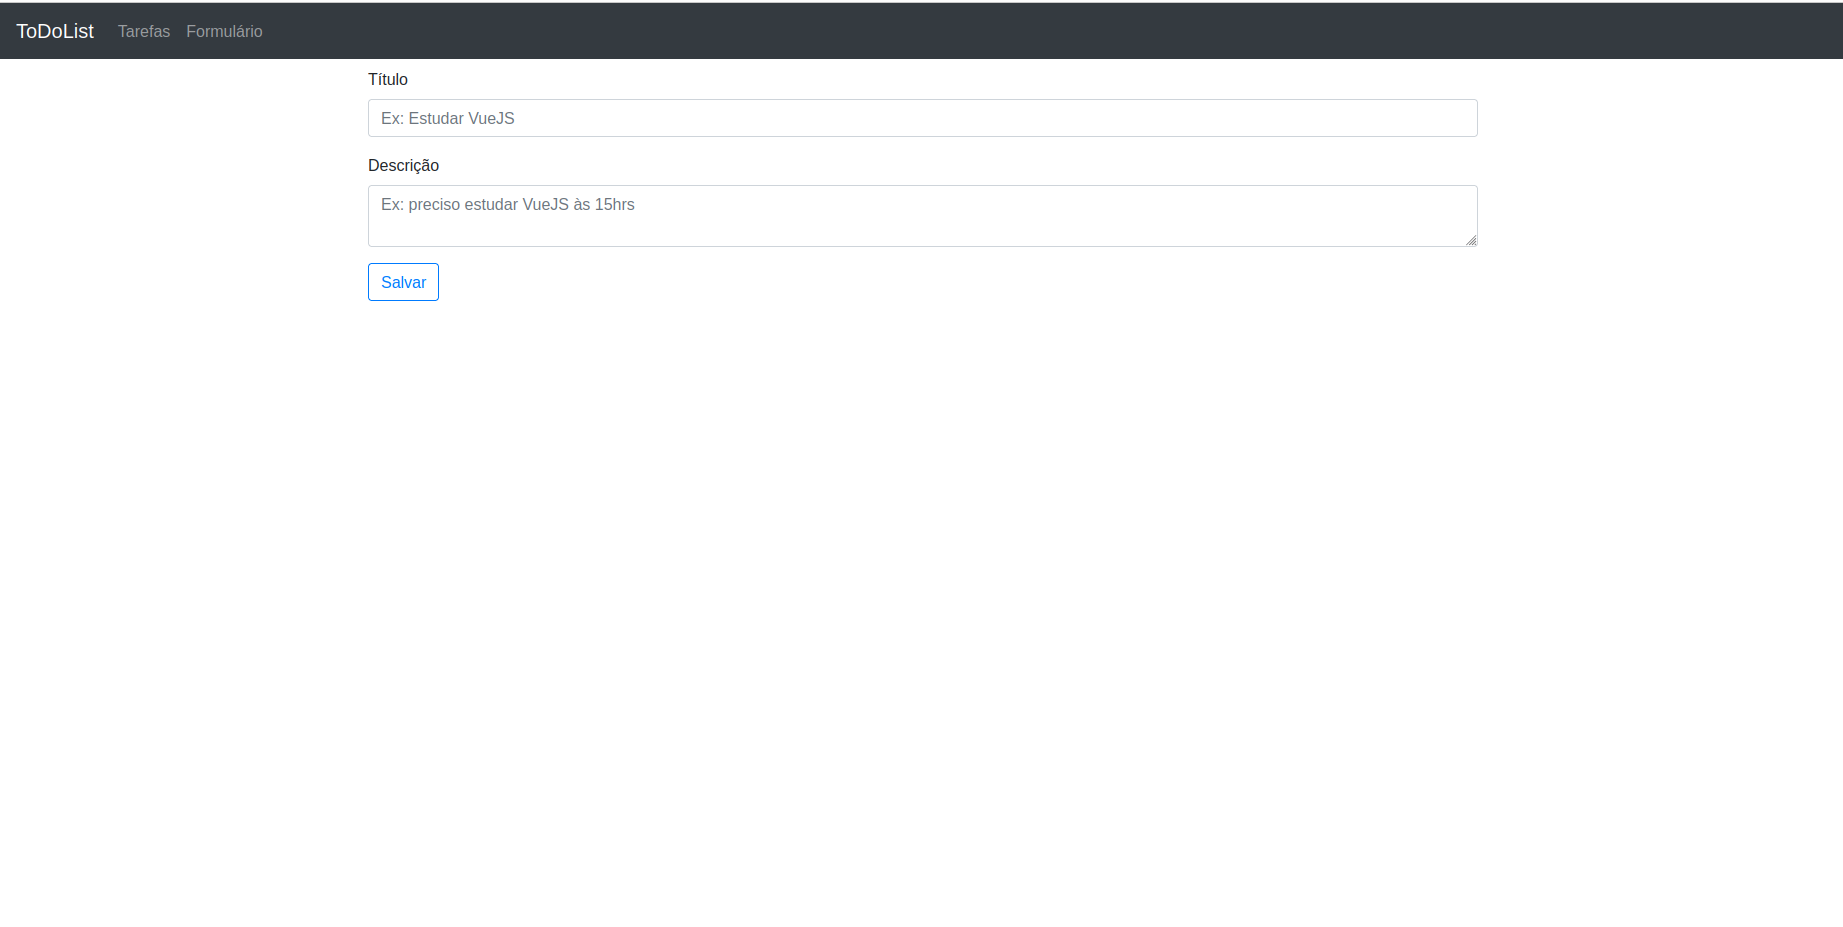 ToDoList Tarefas Formulário
Título
Ex: Estudar VueJS
Descrição
Ex: preciso estudar VueJS às 15hrs
Salvar